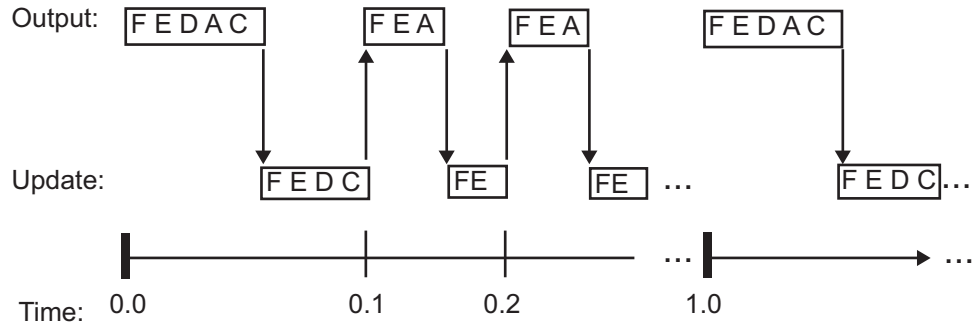 Output: F E D A C F E A F E A F E D A C
Update: F E D C FE FE ... F E D C ...
... ...
Time: 0.0 0.1 0.2 1.0